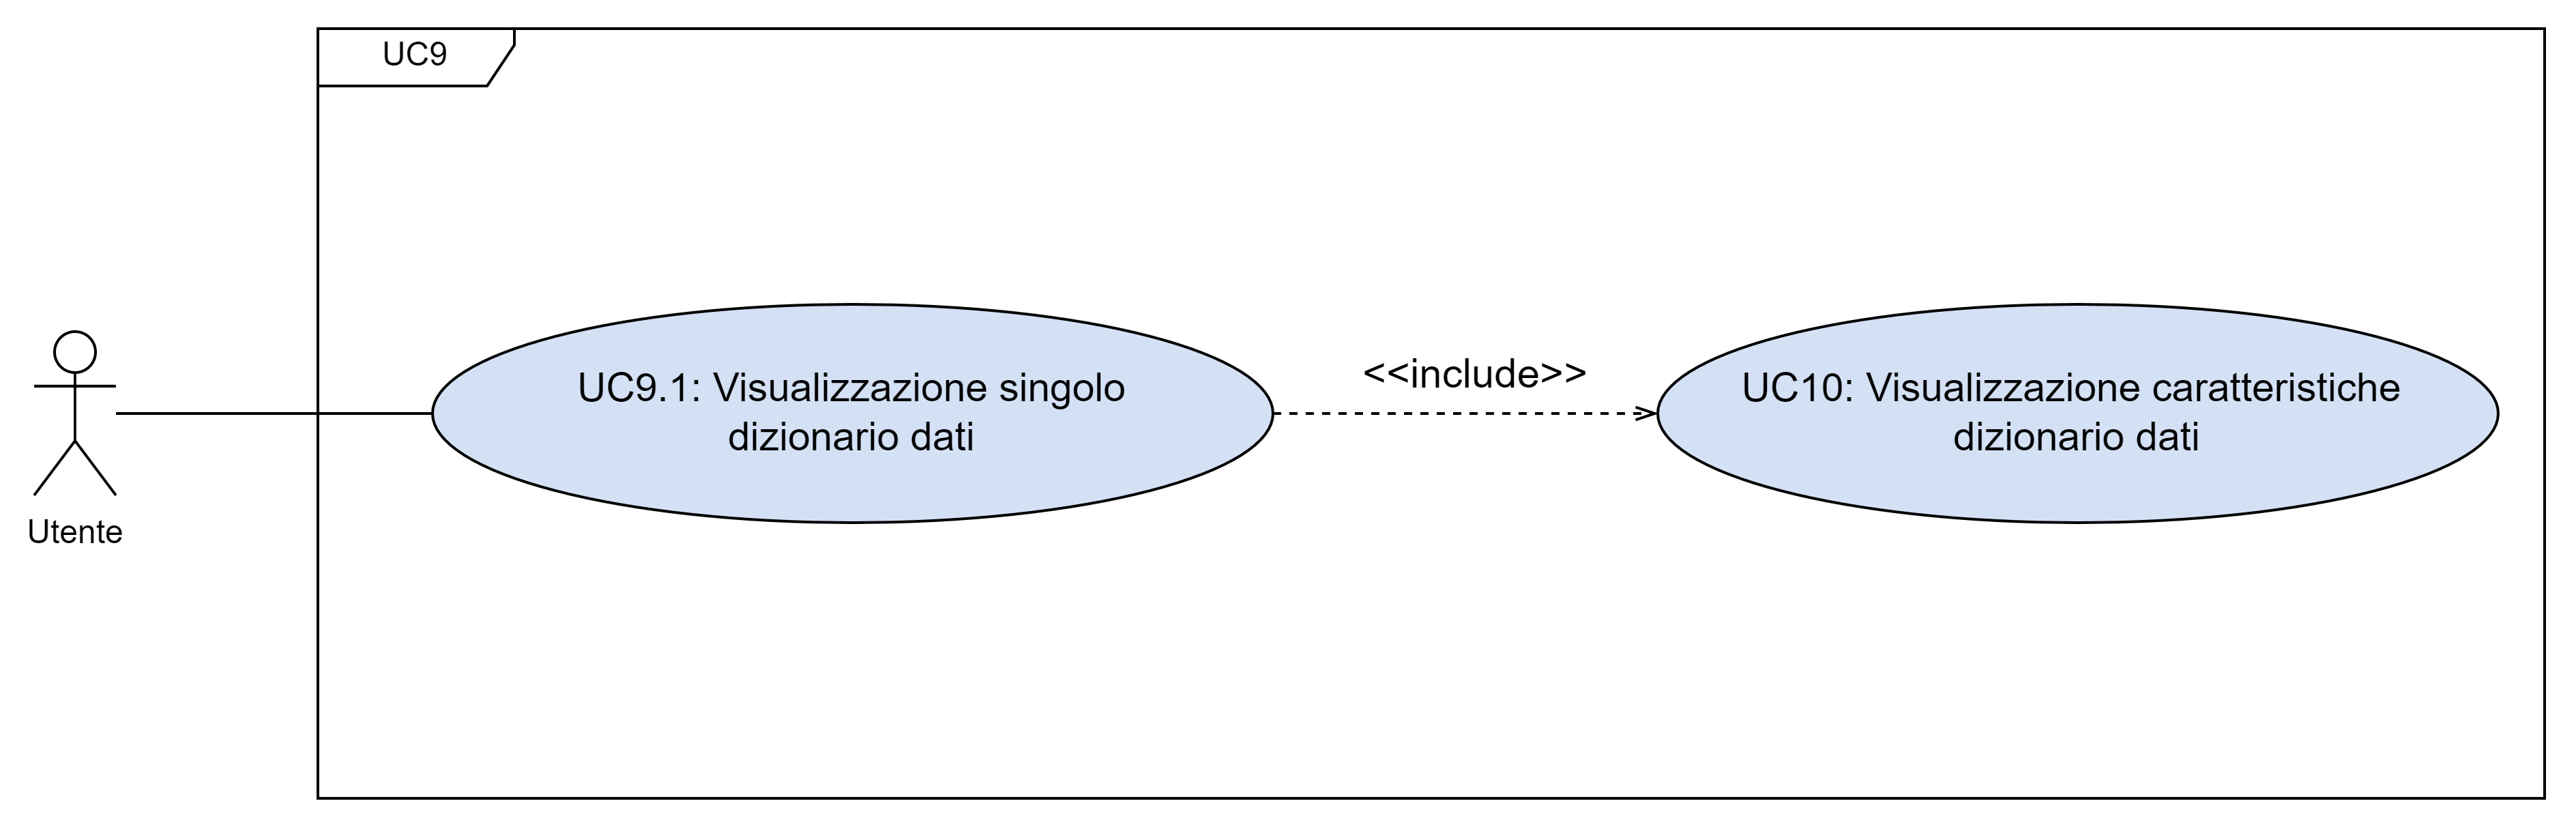 UC9
UC9.1: Visualizzazione singolo
dizionario dati
<<include>>
UC10: Visualizzazione caratteristiche
dizionario dati
Utente